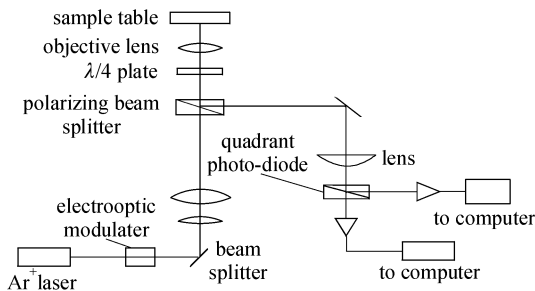 sample table
objective lens
λ/4 plate
polarizing beam
splitter
quadrant
photo-diode
lens
electrooptic
modulater
to computer
beam
splitter
to computer
Ar⁺laser